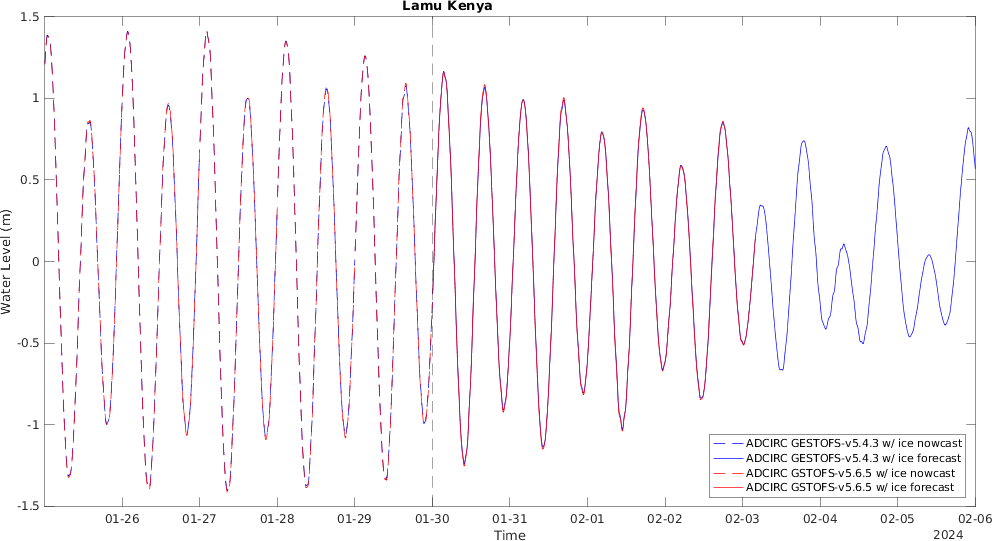 Lamu Kenya
1.5
1
0.5
0
-0.5
-1
-1.5
Water Level (m)
01-26 01-27 01-28 01-29 01-30 01-31 02-01 02-02 02-03 02-04 02-05 02-06
Time
2024
ADCIRC GESTOFS-v5.4.3 w/ ice nowcast
ADCIRC GESTOFS-v5.4.3 w/ ice forecast
ADCIRC GSTOFS-v5.6.5 w/ ice nowcast
ADCIRC GSTOFS-v5.6.5 w/ ice forecast